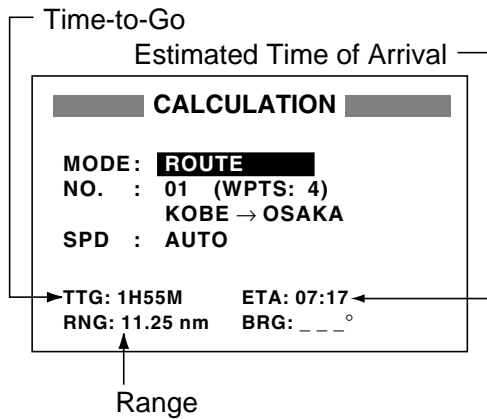 Time-to-Go
Estimated Time of Arrival
CALCULATION
MODE: ROUTE
NO. : 01 (WPTS: 4)
KOBE → OSAKA
SPD : AUTO
TTG: 1H55M ETA: 07:17
RNG: 11.25 nm BRG: _ _ _°
Range